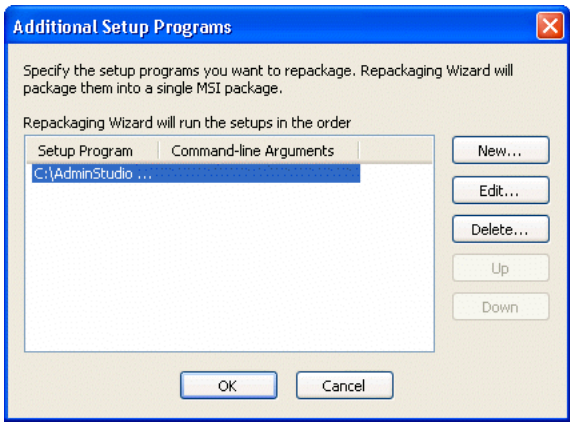 Additional Setup Programs
Specify the setup programs you want to repackage. Repackaging Wizard will
package them into a single MSI package.
Repackaging Wizard will run the setups in the order
Setup Program Command-line Arguments
C:\AdminStudio ...
New...
Edit...
Delete...
Up
Down
OK Cancel